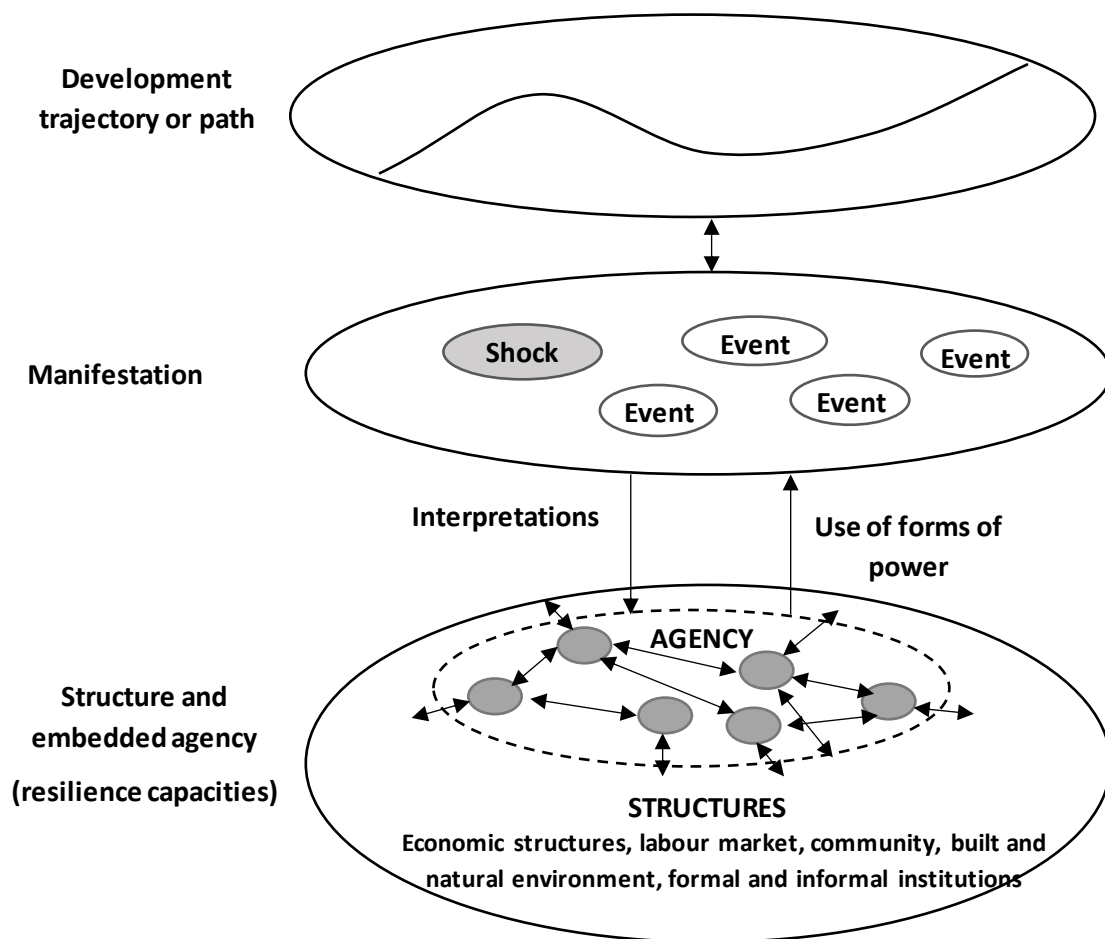 Development
trajectory or path
Manifestation
Shock
Event
Event
Event
Event
Interpretations
Use of forms of
power
Structure and
embedded agency
(resilience capacities)
AGENCY
STRUCTURES
Economic structures, labour market, community, built and
natural environment, formal and informal institutions